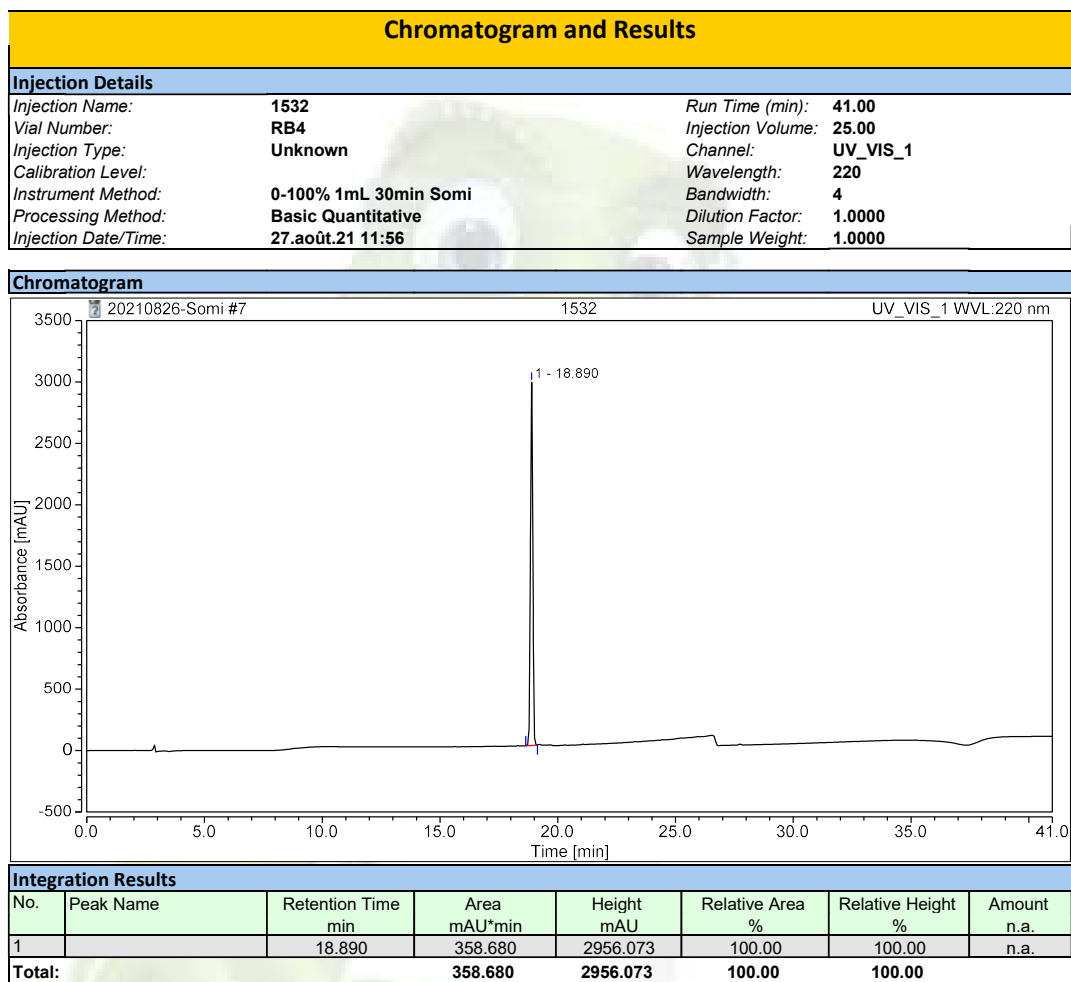 Chromatogram and Results
Injection Details
Injection Name: 1532 Run Time (min): 41.00
Vial Number: RB4 Injection Volume: 25.00
Injection Type: Unknown Channel: UV_VIS_1
Calibration Level: Wavelength: 220
Instrument Method: 0-100% 1mL 30min Somi Bandwidth: 4
Processing Method: Basic Quantitative Dilution Factor: 1.0000
Injection Date/Time: 27.août.21 11:56 Sample Weight: 1.0000
Chromatogram
20210826-Somi #7 1532 UV_VIS_1 WVL:220 nm
3500
3000
2500
2000
1500
1000
500
0
-500
Absorbance [mAU]
1 - 18.890
0.0 5.0 10.0 15.0 20.0 25.0 30.0 35.0 41.0
Time [min]
Integration Results
No. Peak Name Retention Time Area Height Relative Area Relative Height Amount
min mAU*min mAU % % n.a.
1 18.890 358.680 2956.073 100.00 100.00 n.a.
Total: 358.680 2956.073 100.00 100.00